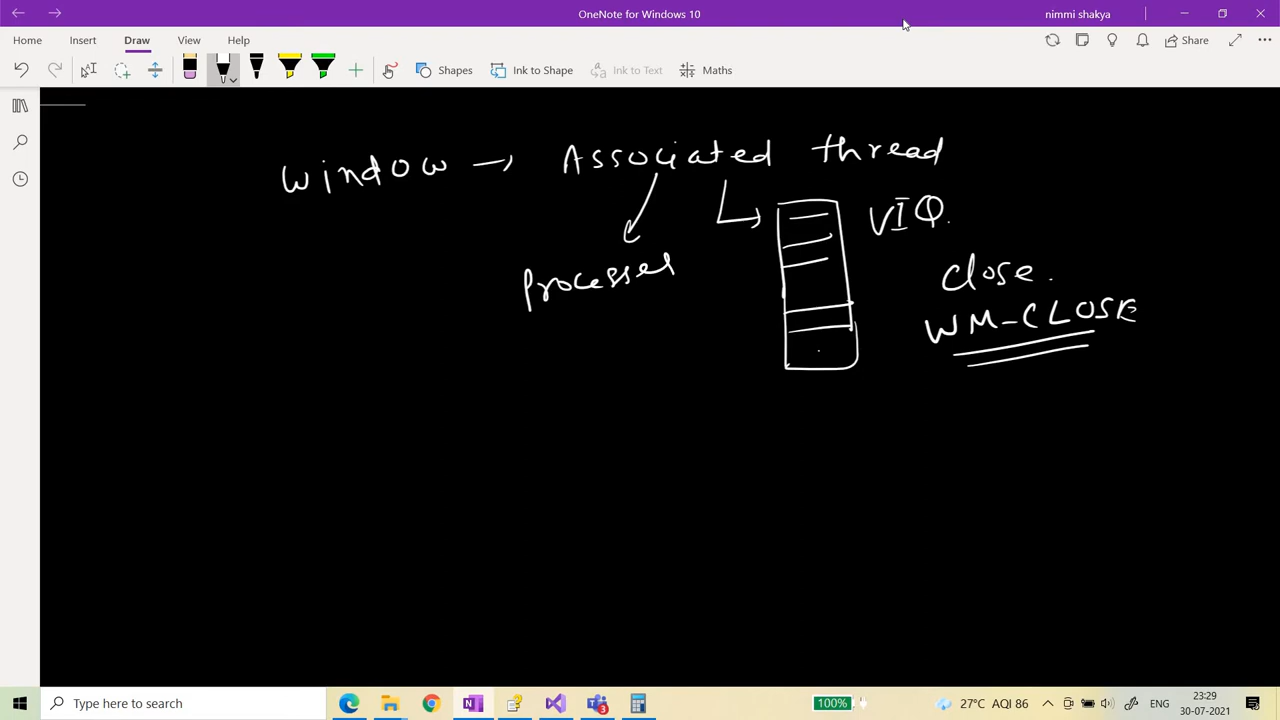 OneNote for Windows 10
nimmi shakya
Home Insert Draw View Help
Share
Shapes
Ink to Shape
Ink to Text
Maths
Window → Associated thread
VIQ.
Processes
Close.
WM-CLOSE
Type here to search
100%
27°C AQI 86
ENG
23:29
30-07-2021
3